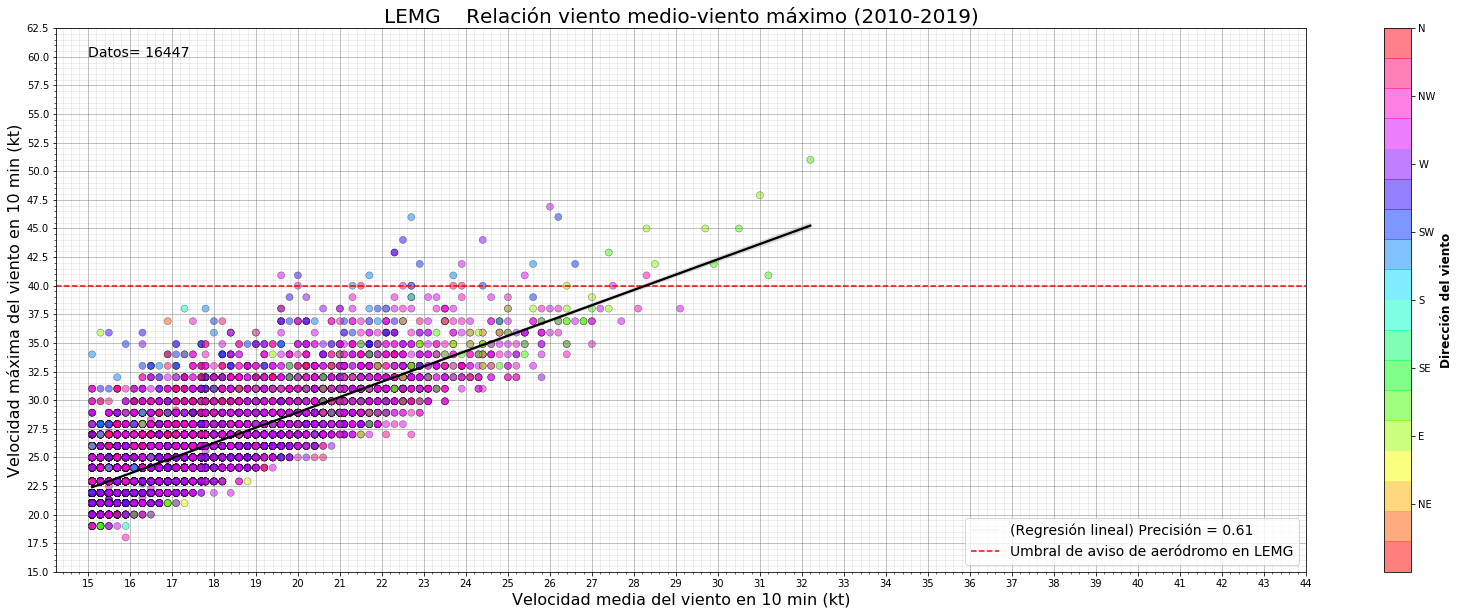 LEMG    Relación viento medio-viento máximo (2010-2019)
Datos= 16447
Velocidad máxima del viento en 10 min (kt)
62.5
60.0
57.5
55.0
52.5
50.0
47.5
45.0
42.5
40.0
37.5
35.0
32.5
30.0
27.5
25.0
22.5
20.0
17.5
15.0
(Regresión lineal) Precisión = 0.61
Umbral de aviso de aeródromo en LEMG
15 16 17 18 19 20 21 22 23 24 25 26 27 28 29 30 31 32 33 34 35 36 37 38 39 40 41 42 43 44
Velocidad media del viento en 10 min (kt)
N
NW
W
SW
S
SE
E
NE
Dirección del viento